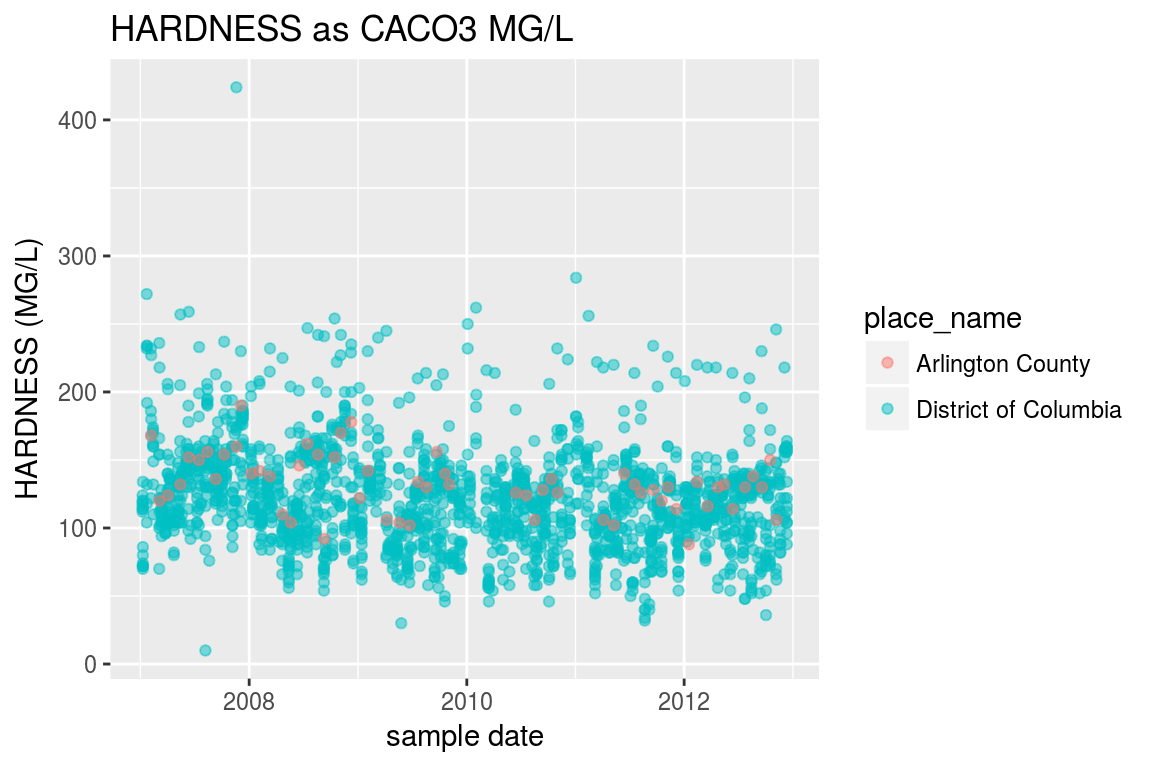 HARDNESS as CACO3 MG/L
HARDNESS (MG/L)
400
300
200
100
0
2008
2010
2012
sample date
place_name
Arlington County
District of Columbia